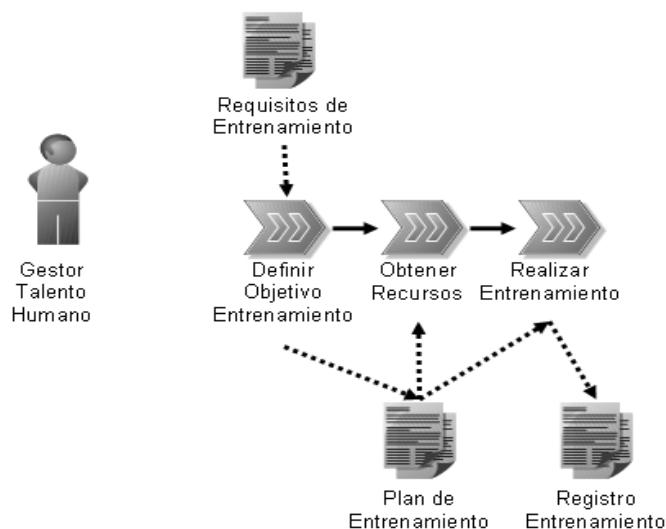 Requisitos de
Entrenamiento
Gestor
Talento
Humano
Definir
Objetivo
Entrenamiento
Obtener
Recursos
Realizar
Entrenamiento
Plan de
Entrenamiento
Registro
Entrenamiento